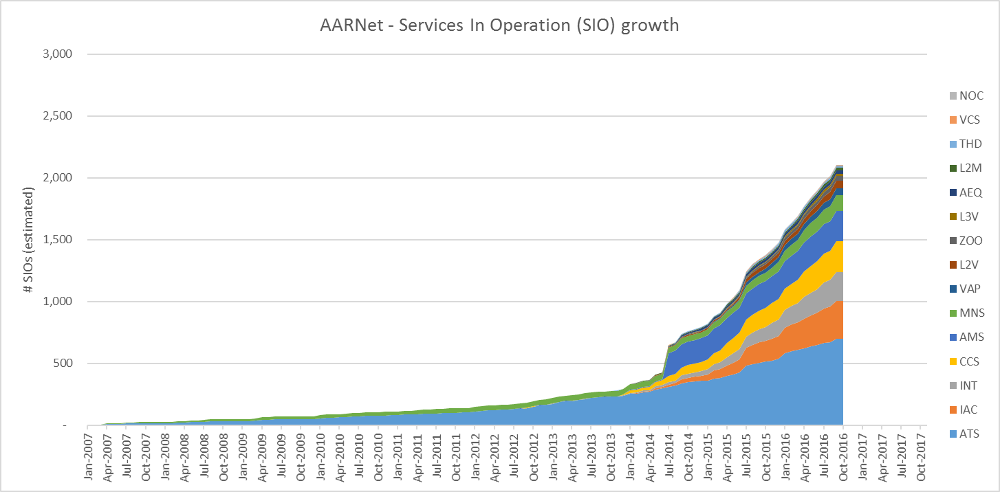 AARNet - Services In Operation (SIO) growth
# SIOs (estimated)
3,000
2,500
2,000
1,500
1,000
500
-
Jan-2007
Apr-2007
Jul-2007
Oct-2007
Jan-2008
Apr-2008
Jul-2008
Oct-2008
Jan-2009
Apr-2009
Jul-2009
Oct-2009
Jan-2010
Apr-2010
Jul-2010
Oct-2010
Jan-2011
Apr-2011
Jul-2011
Oct-2011
Jan-2012
Apr-2012
Jul-2012
Oct-2012
Jan-2013
Apr-2013
Jul-2013
Oct-2013
Jan-2014
Apr-2014
Jul-2014
Oct-2014
Jan-2015
Apr-2015
Jul-2015
Oct-2015
Jan-2016
Apr-2016
Jul-2016
Oct-2016
Jan-2017
Apr-2017
Jul-2017
Oct-2017
NOC
VCS
THD
L2M
AEQ
L3V
ZOO
L2V
VAP
MNS
AMS
CCS
INT
IAC
ATS